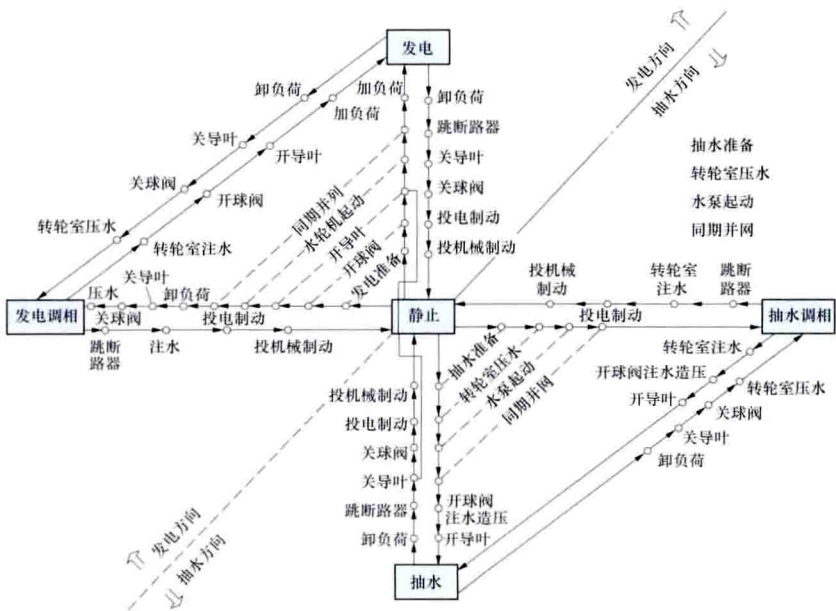 发电
发电方向
抽水方向
卸负荷
加负荷
卸负荷
加负荷
跳断路器
关导叶
开导叶
关导叶
抽水准备
转轮室压水
水泵起动
同期并网
关球阀
开球阀
关球阀
投电制动
投机械制动
转轮室压水
转轮室注水
同期并列
水轮机起动
开导叶
开球阀
发电准备
压水
关导叶
卸负荷
投机械
制动
转轮室
注水
跳断
路器
发电调相
关球阀
投电制动
静止
投电制动
抽水调相
跳断
路器
注水
投机械制动
抽水准备
转轮室压水
水泵起动
同期并网
转轮室注水
开球阀注水造压
开导叶
转轮室压水
关球阀
关导叶
卸负荷
投机械制动
投电制动
关球阀
关导叶
跳断路器
卸负荷
开球阀
注水造压
开导叶
发电方向
抽水方向
抽水